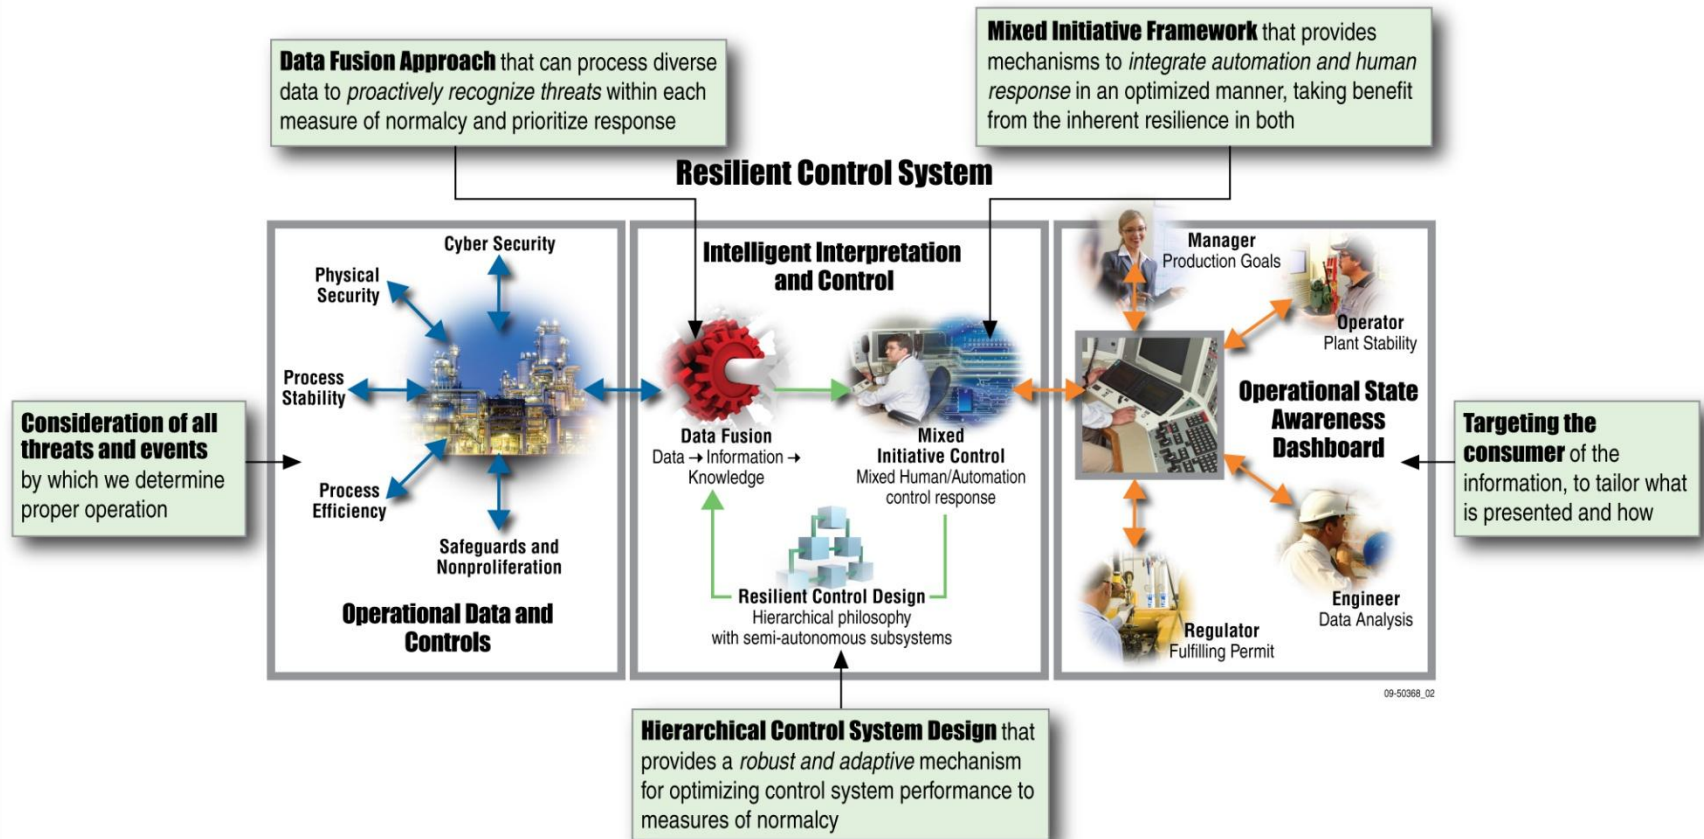 Data Fusion Approach that can process diverse
data to proactively recognize threats within each
measure of normalcy and prioritize response
Mixed Initiative Framework that provides
mechanisms to integrate automation and human
response in an optimized manner, taking benefit
from the inherent resilience in both
Resilient Control System
Consideration of all
threats and events
by which we determine
proper operation
Cyber Security
Physical
Security
Process
Stability
Process
Efficiency
Safeguards and
Nonproliferation
Operational Data and
Controls
Intelligent Interpretation
and Control
Data Fusion
Data → Information →
Knowledge
Mixed
Initiative Control
Mixed Human/Automation
control response
Resilient Control Design
Hierarchical philosophy
with semi-autonomous subsystems
Manager
Production Goals
Operator
Plant Stability
Operational State
Awareness
Dashboard
Engineer
Data Analysis
Regulator
Fulfilling Permit
Targeting the
consumer of the
information, to tailor what
is presented and how
09-50368_02
Hierarchical Control System Design that
provides a robust and adaptive mechanism
for optimizing control system performance to
measures of normalcy